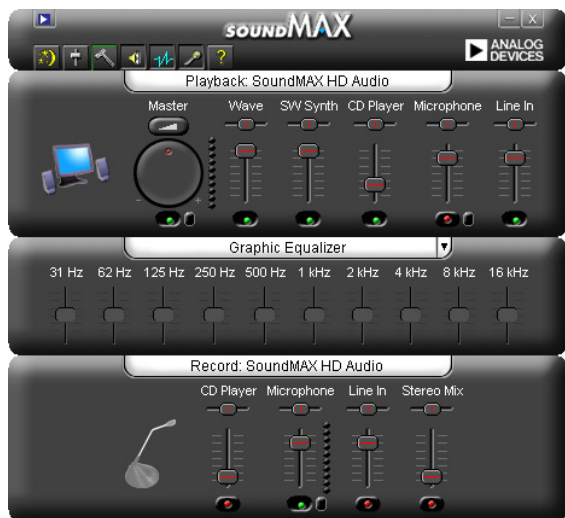 SOUNDMAX
ANALOG
DEVICES
?
Playback: SoundMAX HD Audio
Master Wave SW Synth CD Player Microphone Line In
- +
Graphic Equalizer
31 Hz 62 Hz 125 Hz 250 Hz 500 Hz 1 kHz 2 kHz 4 kHz 8 kHz 16 kHz
Record: SoundMAX HD Audio
CD Player Microphone Line In Stereo Mix